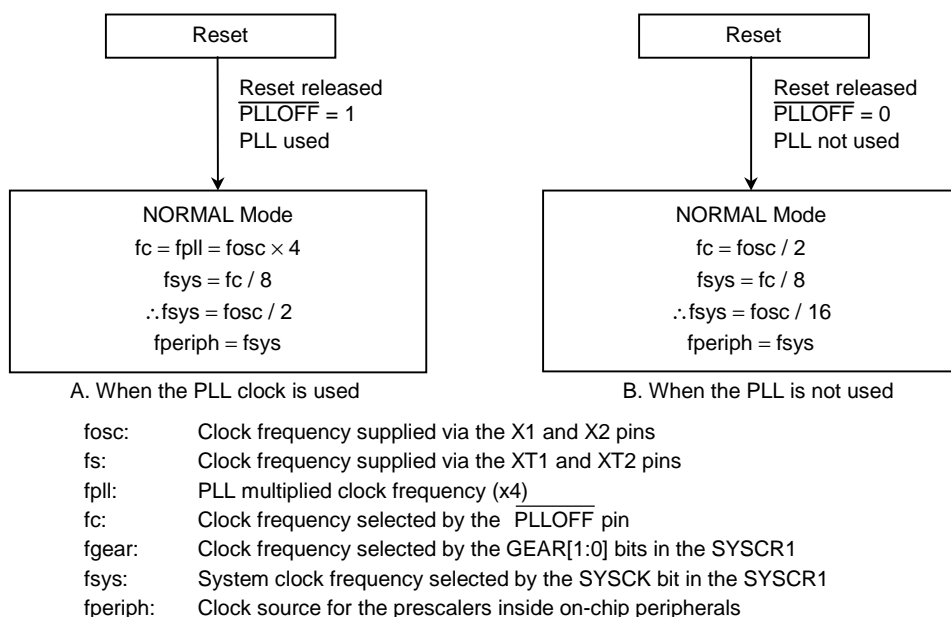 Reset
Reset released
PLLOFF = 1
PLL used
NORMAL Mode
fc = fpll = fosc × 4
fsys = fc / 8
∴fsys = fosc / 2
fperiph = fsys
A. When the PLL clock is used
Reset
Reset released
PLLOFF = 0
PLL not used
NORMAL Mode
fc = fosc / 2
fsys = fc / 8
∴fsys = fosc / 16
fperiph = fsys
B. When the PLL is not used
fosc: Clock frequency supplied via the X1 and X2 pins
fs: Clock frequency supplied via the XT1 and XT2 pins
fpll: PLL multiplied clock frequency (x4)
fc: Clock frequency selected by the PLLOFF pin
fgear: Clock frequency selected by the GEAR[1:0] bits in the SYSCR1
fsys: System clock frequency selected by the SYSCK bit in the SYSCR1
fperiph: Clock source for the prescalers inside on-chip peripherals